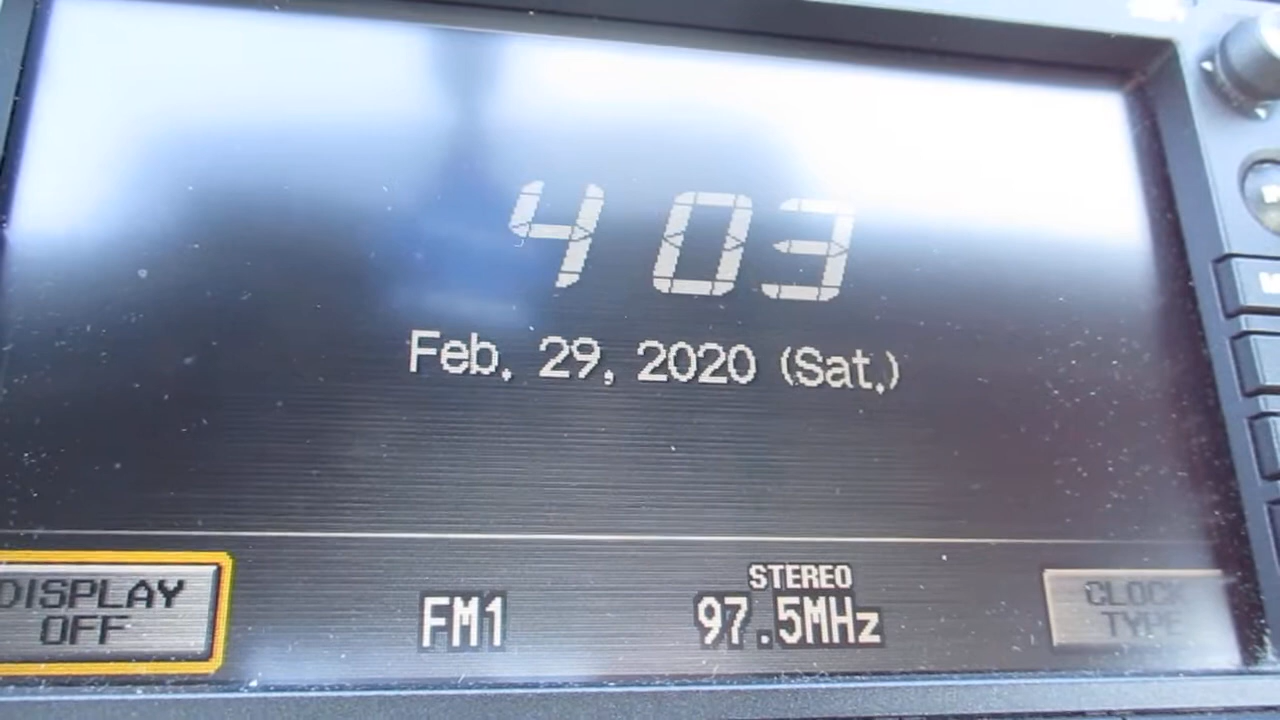 4 03
Feb. 29, 2020 (Sat.)
DISPLAY
OFF
FM1
STEREO
97.5MHz
CLOCK
TYPE